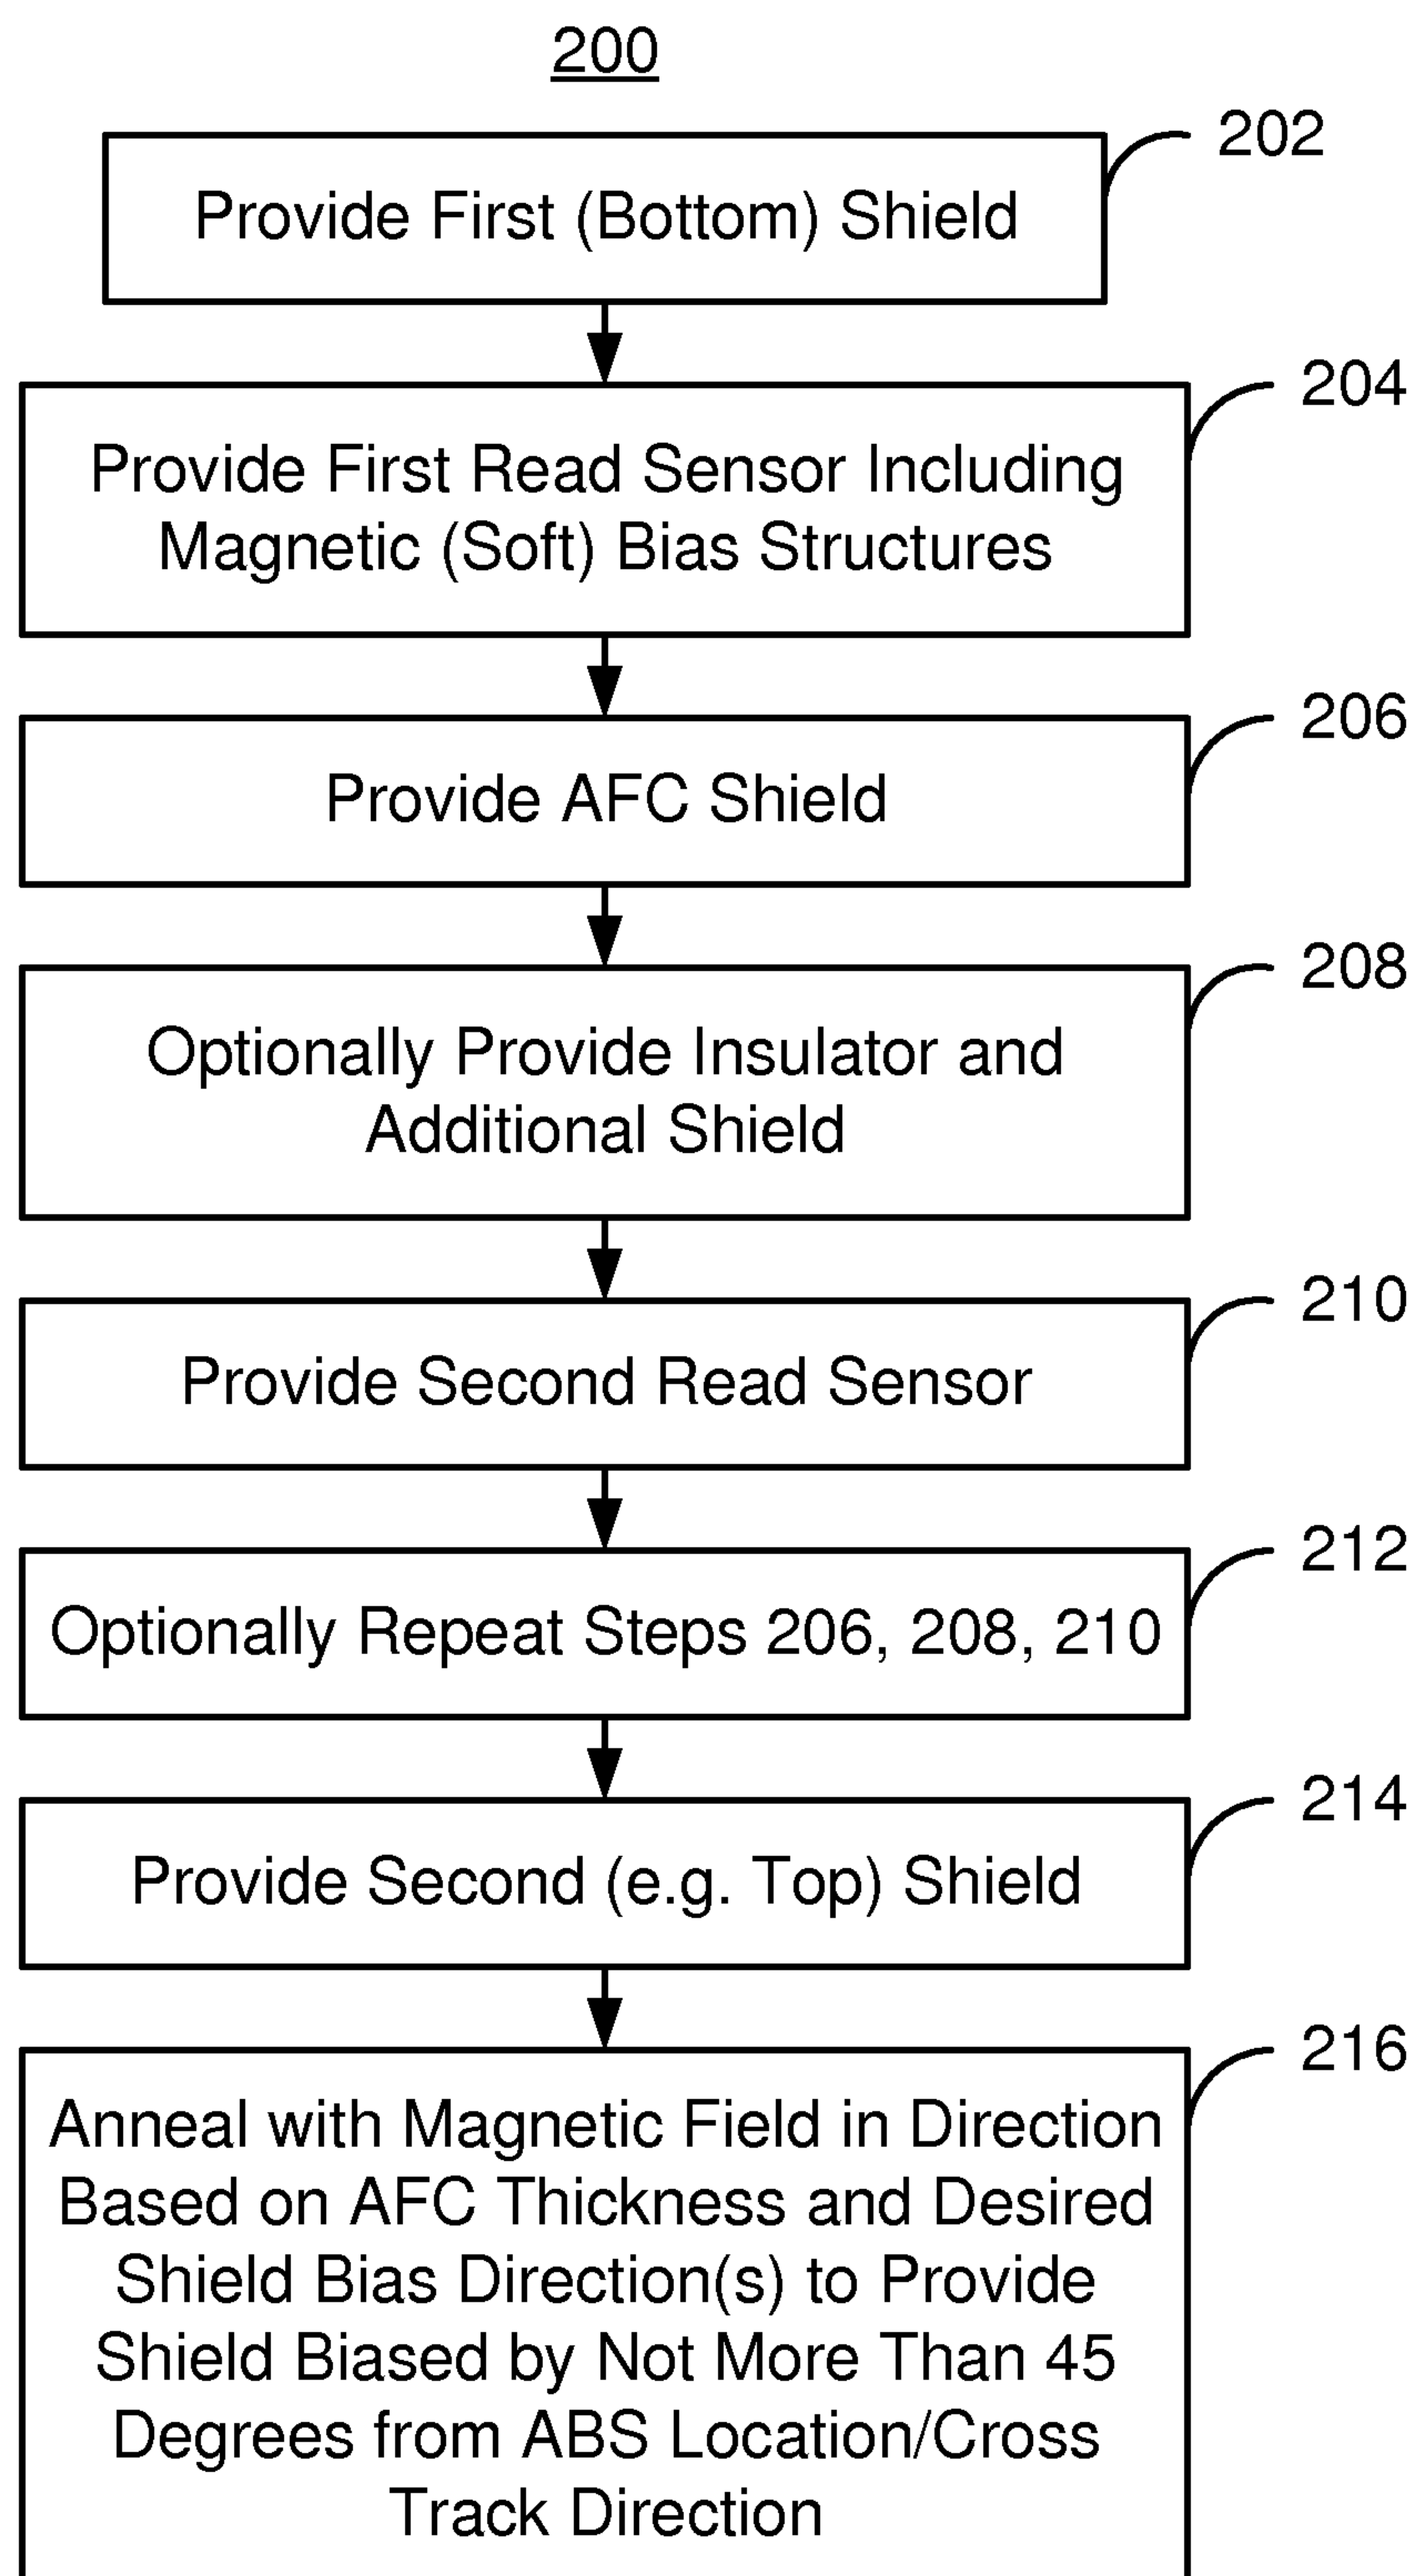 200
202
Provide First (Bottom) Shield
204
Provide First Read Sensor Including
Magnetic (Soft) Bias Structures
206
Provide AFC Shield
208
Optionally Provide Insulator and
Additional Shield
210
Provide Second Read Sensor
212
Optionally Repeat Steps 206, 208, 210
214
Provide Second (e.g. Top) Shield
216
Anneal with Magnetic Field in Direction
Based on AFC Thickness and Desired
Shield Bias Direction(s) to Provide
Shield Biased by Not More Than 45
Degrees from ABS Location/Cross
Track Direction